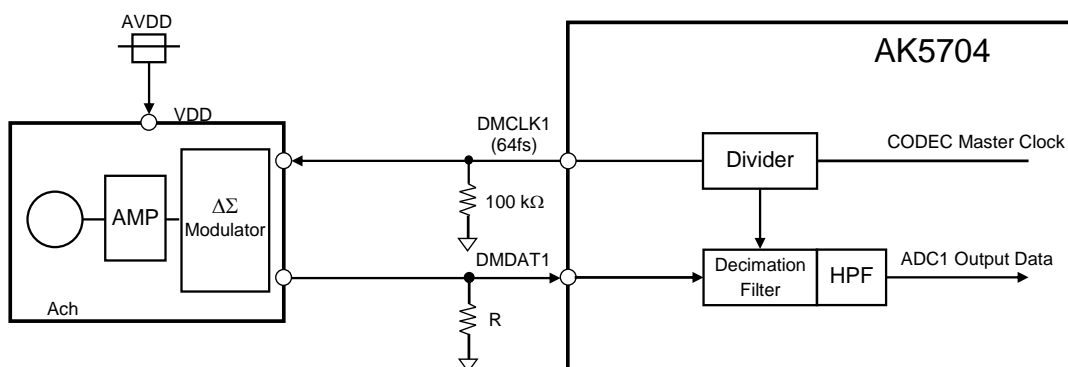 AVDD
AK5704
VDD
DMCLK1
(64fs)
CODEC Master Clock
Divider
100 kΩ
AMP
ΔΣ
Modulator
DMDAT1
Decimation
Filter
HPF
ADC1 Output Data
Ach
R